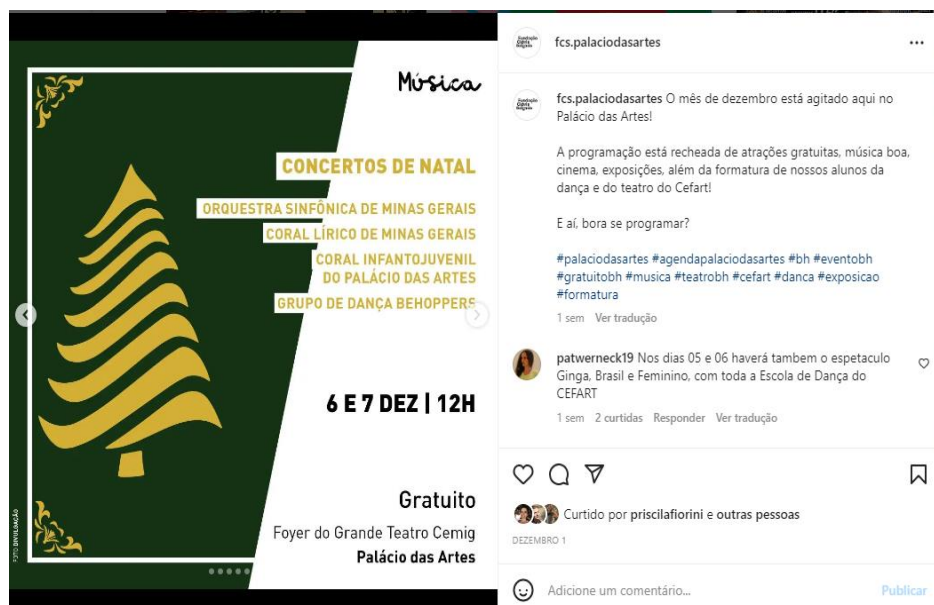 Música
CONCERTOS DE NATAL
ORQUESTRA SINFÔNICA DE MINAS GERAIS
CORAL LÍRICO DE MINAS GERAIS
CORAL INFANTOJUVENIL
DO PALÁCIO DAS ARTES
GRUPO DE DANÇA BEHOPPERS
6 E 7 DEZ | 12H
Gratuito
Foyer do Grande Teatro Cemig
Palácio das Artes
FOTO DIVULGAÇÃO
Fundação
Clóvis
Salgado
fcs.palaciodasartes
Fundação
Clóvis
Salgado
fcs.palaciodasartes O mês de dezembro está agitado aqui no
Palácio das Artes!
A programação está recheada de atrações gratuitas, música boa,
cinema, exposições, além da formatura de nossos alunos da
dança e do teatro do Cefart!
E aí, bora se programar?
#palaciodasartes #agendapalaciodasartes #bh #eventobh
#gratuitobh #musica #teatrobh #cefart #danca #exposicao
#formatura
1 sem Ver tradução
patwerneck19 Nos dias 05 e 06 haverá tambem o espetaculo
Ginga, Brasil e Feminino, com toda a Escola de Dança do
CEFART
1 sem 2 curtidas Responder Ver tradução
Curtido por priscilafiorini e outras pessoas
DEZEMBRO 1
Adicione um comentário... Publicar